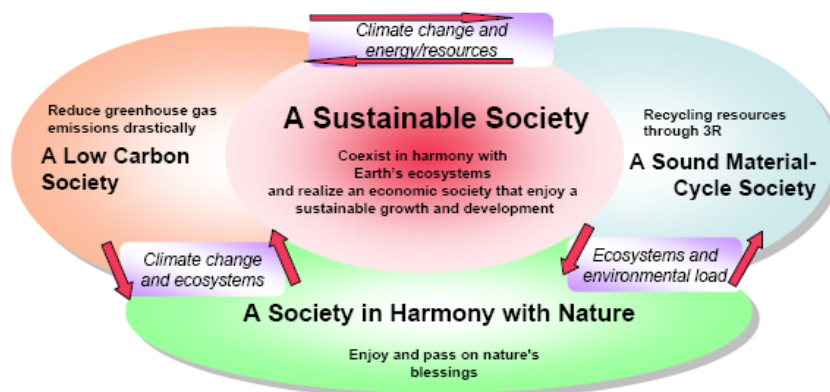 Climate change and
energy/resources
Reduce greenhouse gas
emissions drastically
A Low Carbon
Society
A Sustainable Society
Coexist in harmony with
Earth's ecosystems
and realize an economic society that enjoy a
sustainable growth and development
Recycling resources
through 3R
A Sound Material-
Cycle Society
Climate change
and ecosystems
Ecosystems and
environmental load
A Society in Harmony with Nature
Enjoy and pass on nature's
blessings